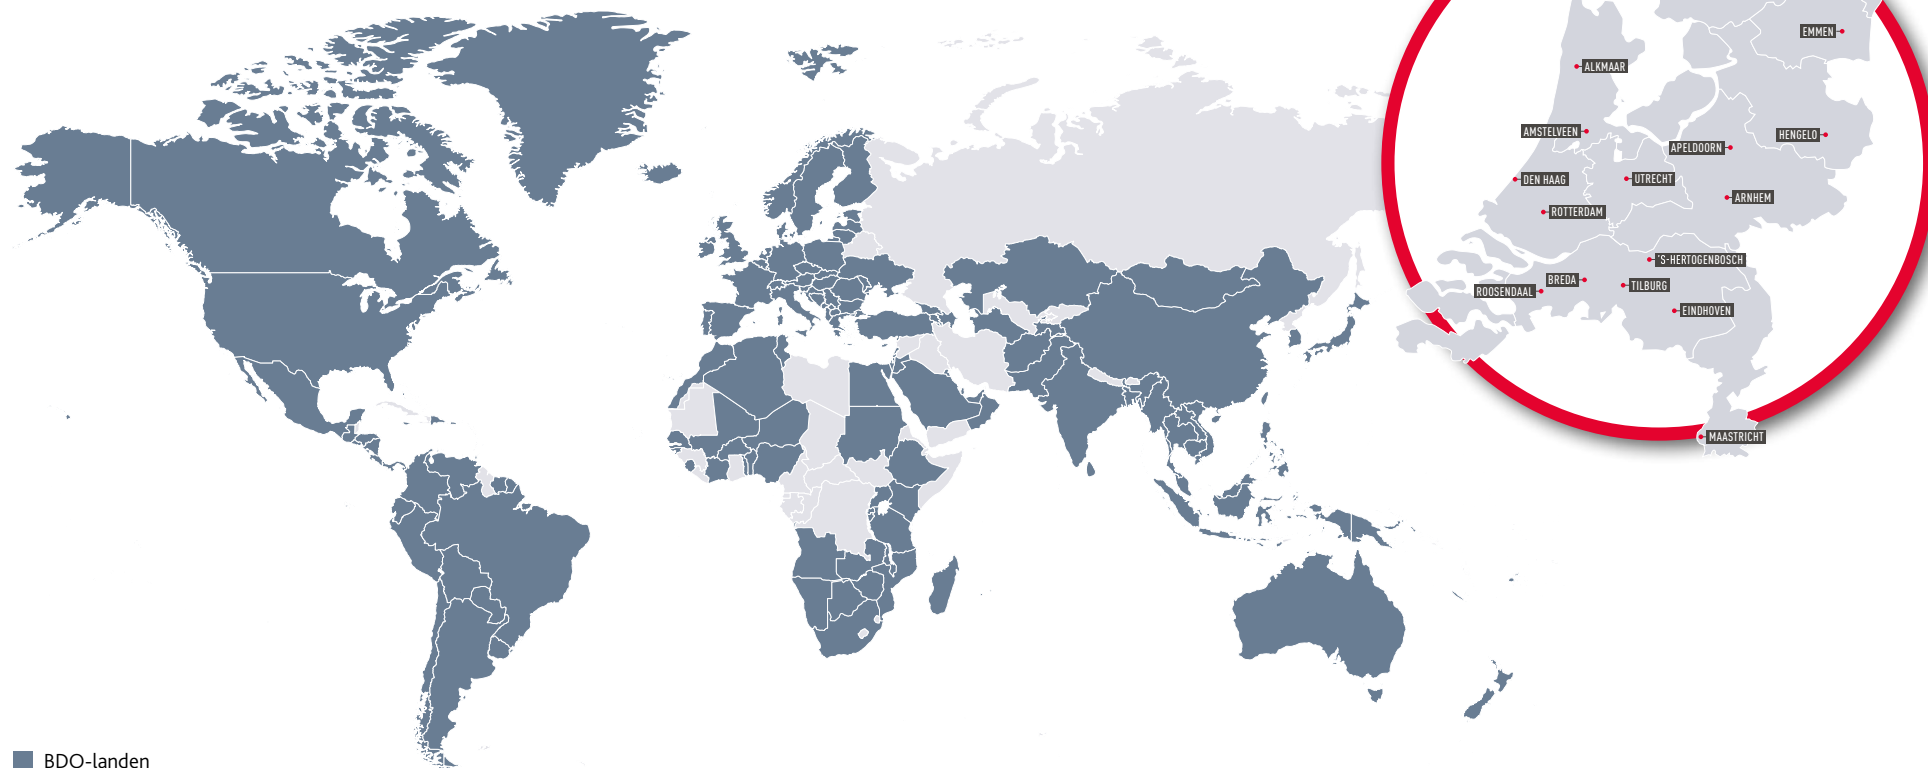 EMMEN
ALKMAAR
AMSTELVEEN
HENGELO
APELDOORN
DEN HAAG
UTRECHT
ARNHEM
ROTTERDAM
'S-HERTOGENBOSCH
BREDA
TILBURG
ROOSENDAAL
EINDHOVEN
MAASTRICHT
BDO-landen